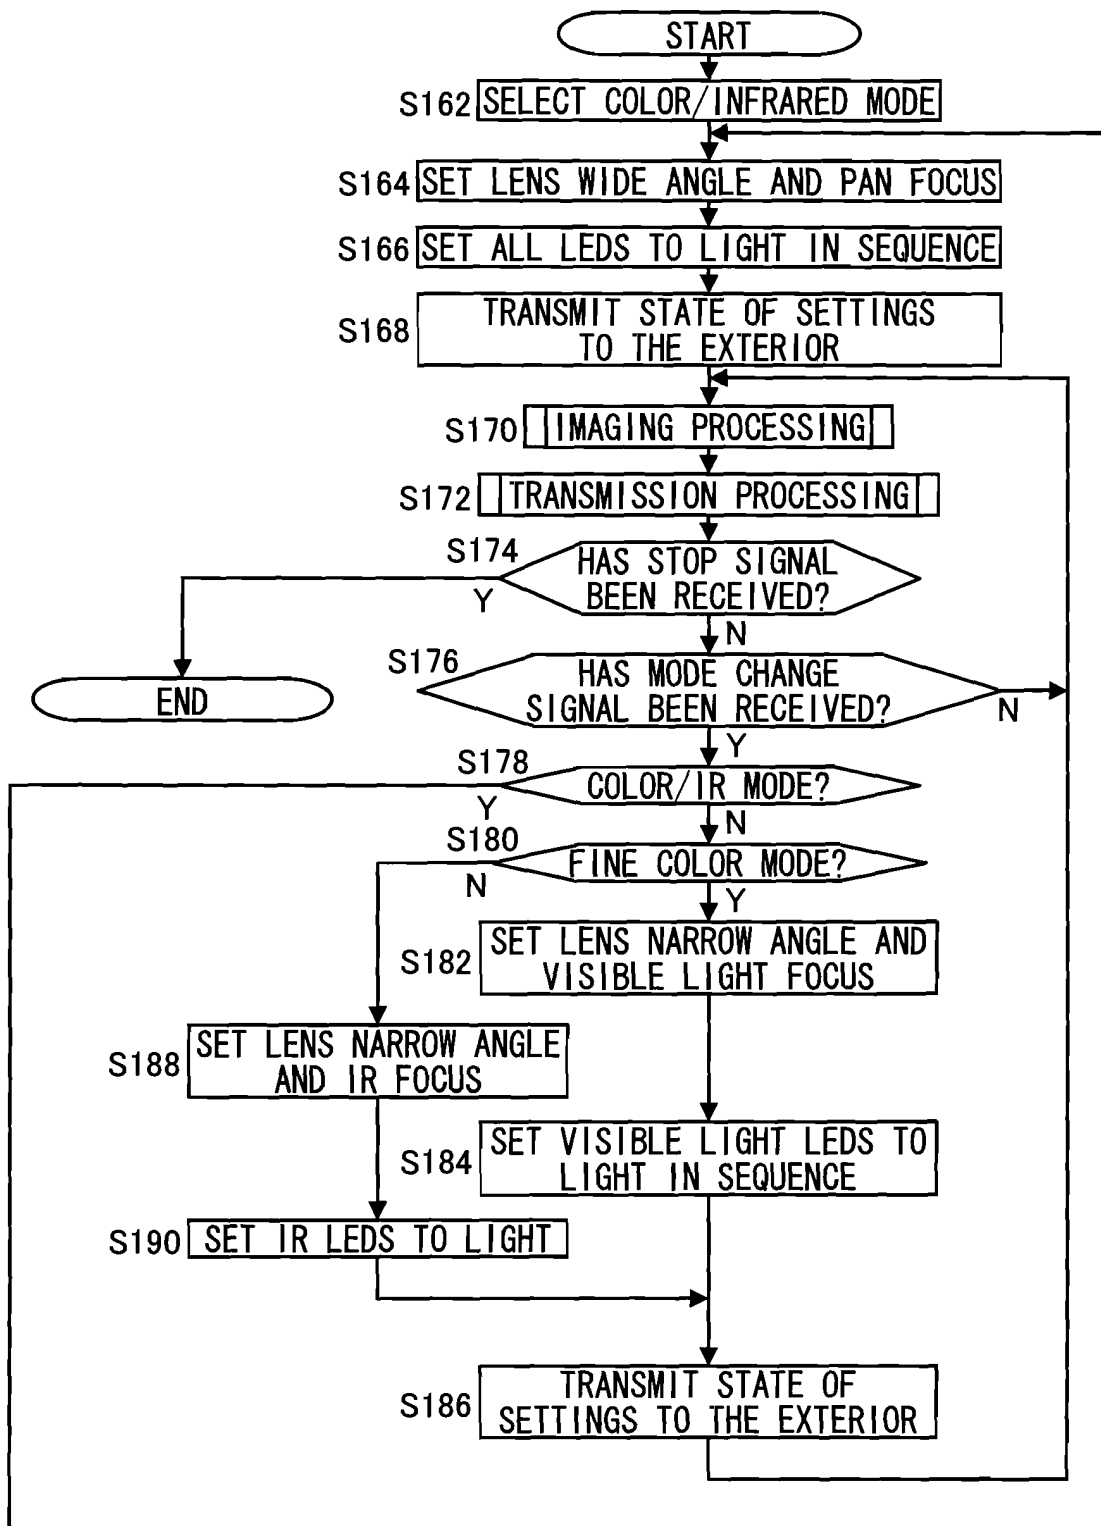 START
S162
SELECT COLOR/INFRARED MODE
S164
SET LENS WIDE ANGLE AND PAN FOCUS
S166
SET ALL LEDS TO LIGHT IN SEQUENCE
S168
TRANSMIT STATE OF SETTINGS
TO THE EXTERIOR
S170
IMAGING PROCESSING
S172
TRANSMISSION PROCESSING
S174
HAS STOP SIGNAL
BEEN RECEIVED?
Y
N
END
S176
HAS MODE CHANGE
SIGNAL BEEN RECEIVED?
N
Y
S178
COLOR/IR MODE?
Y
N
S180
FINE COLOR MODE?
N
Y
S182
SET LENS NARROW ANGLE AND
VISIBLE LIGHT FOCUS
S188
SET LENS NARROW ANGLE
AND IR FOCUS
S184
SET VISIBLE LIGHT LEDS TO
LIGHT IN SEQUENCE
S190
SET IR LEDS TO LIGHT
S186
TRANSMIT STATE OF
SETTINGS TO THE EXTERIOR